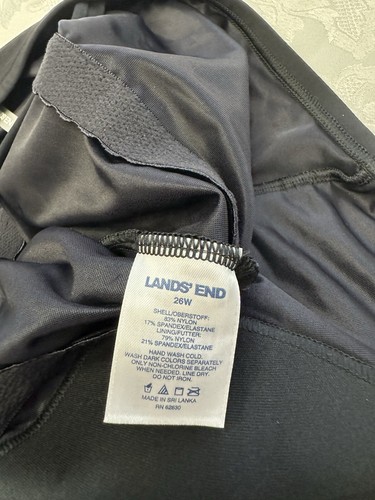 LANDS' END
26W
SHELL/OBERSTOFF:
83% NYLON
17% SPANDEX/ELASTANE
LINING/FUTTER:
79% NYLON
21% SPANDEX/ELASTANE
HAND WASH COLD.
WASH DARK COLORS SEPARATELY
ONLY NON-CHLORINE BLEACH
WHEN NEEDED. LINE DRY.
DO NOT IRON.
MADE IN SRI LANKA
RN 62830